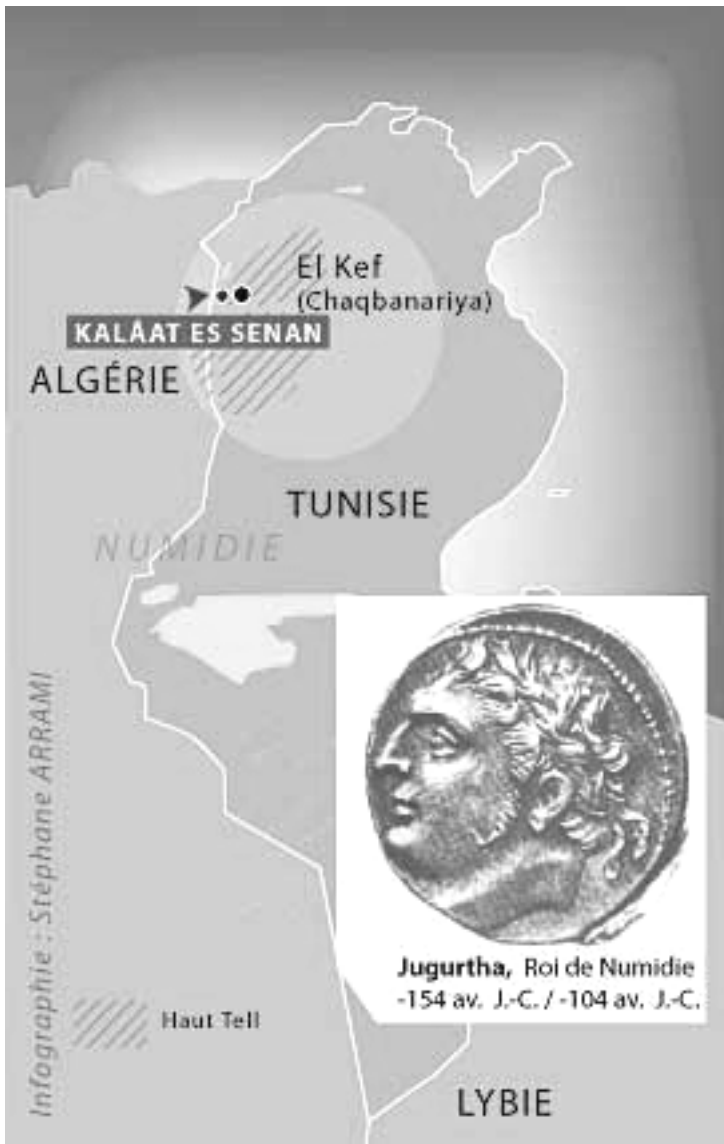 El Kef
(Chaqbanariya)
KALÂAT ES SENAN
ALGÉRIE
TUNISIE
NUMIDIE
Jugurtha, Roi de Numidie
-154 av. J.-C. / -104 av. J.-C.
Infographie : Stéphane ARRAMI
Haut Tell
LYBIE